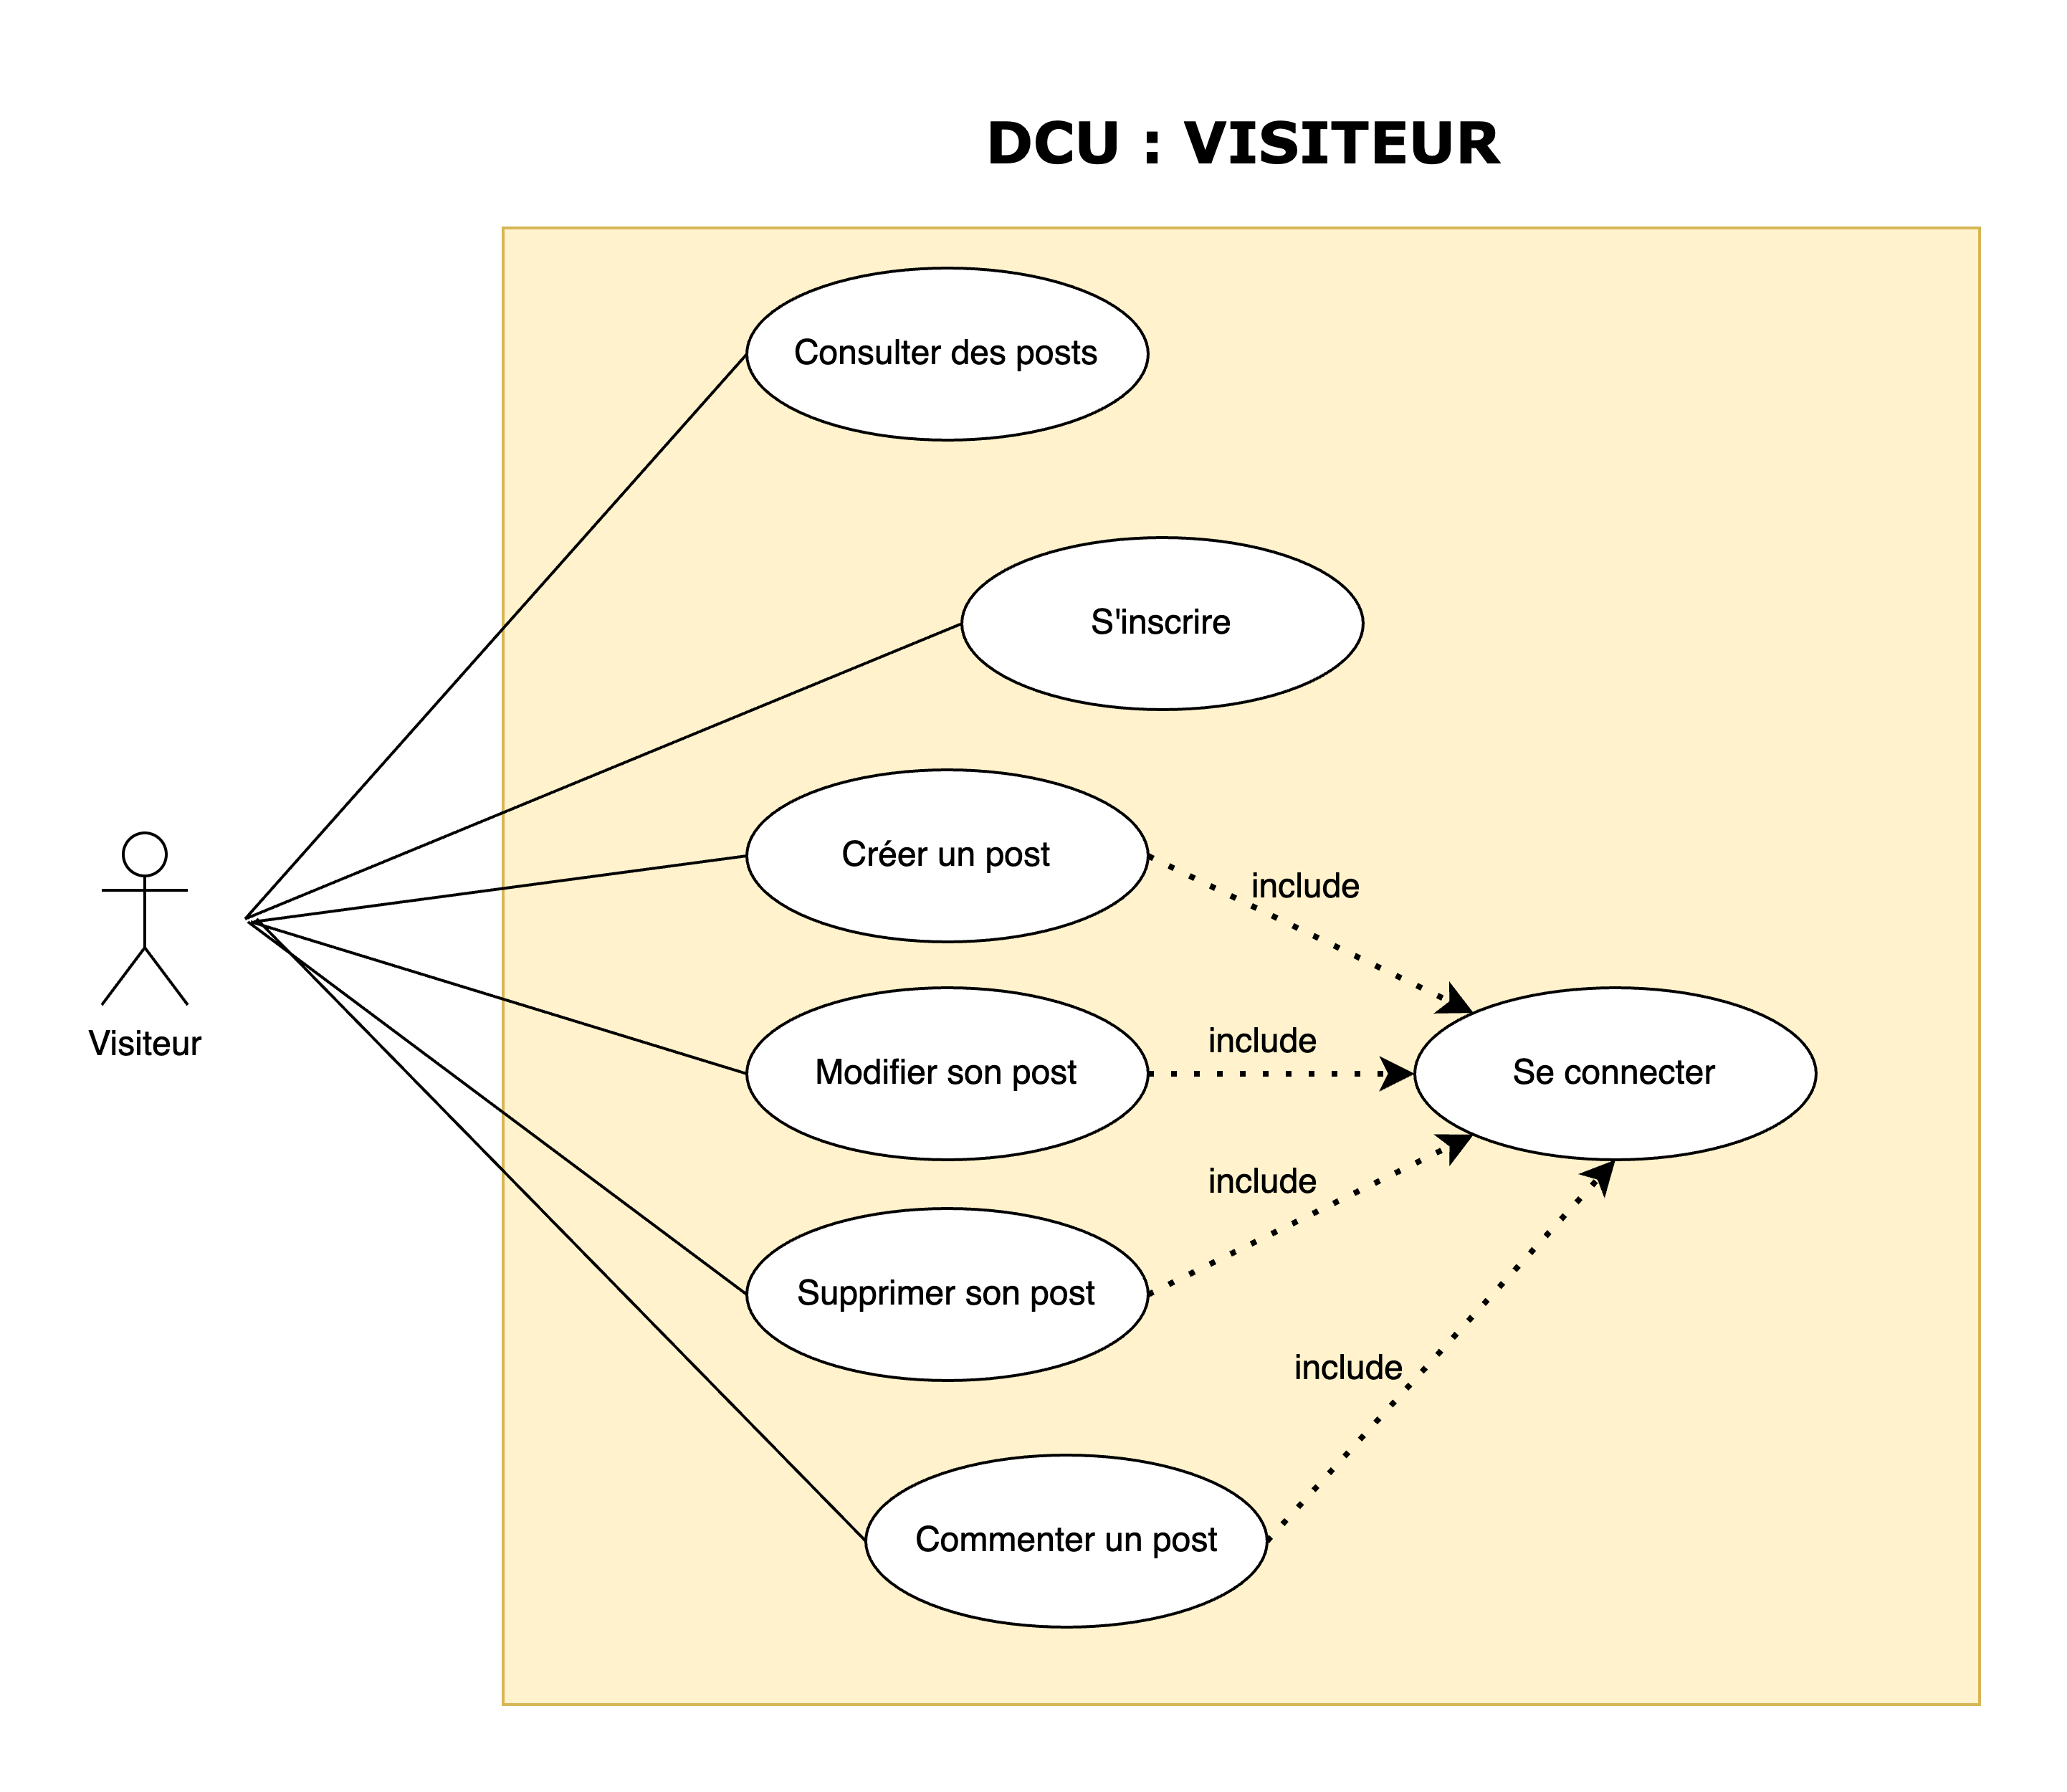 DCU : VISITEUR
Consulter des posts
S'inscrire
Créer un post
include
Visiteur
Modifier son post
include
Se connecter
include
Supprimer son post
include
Commenter un post